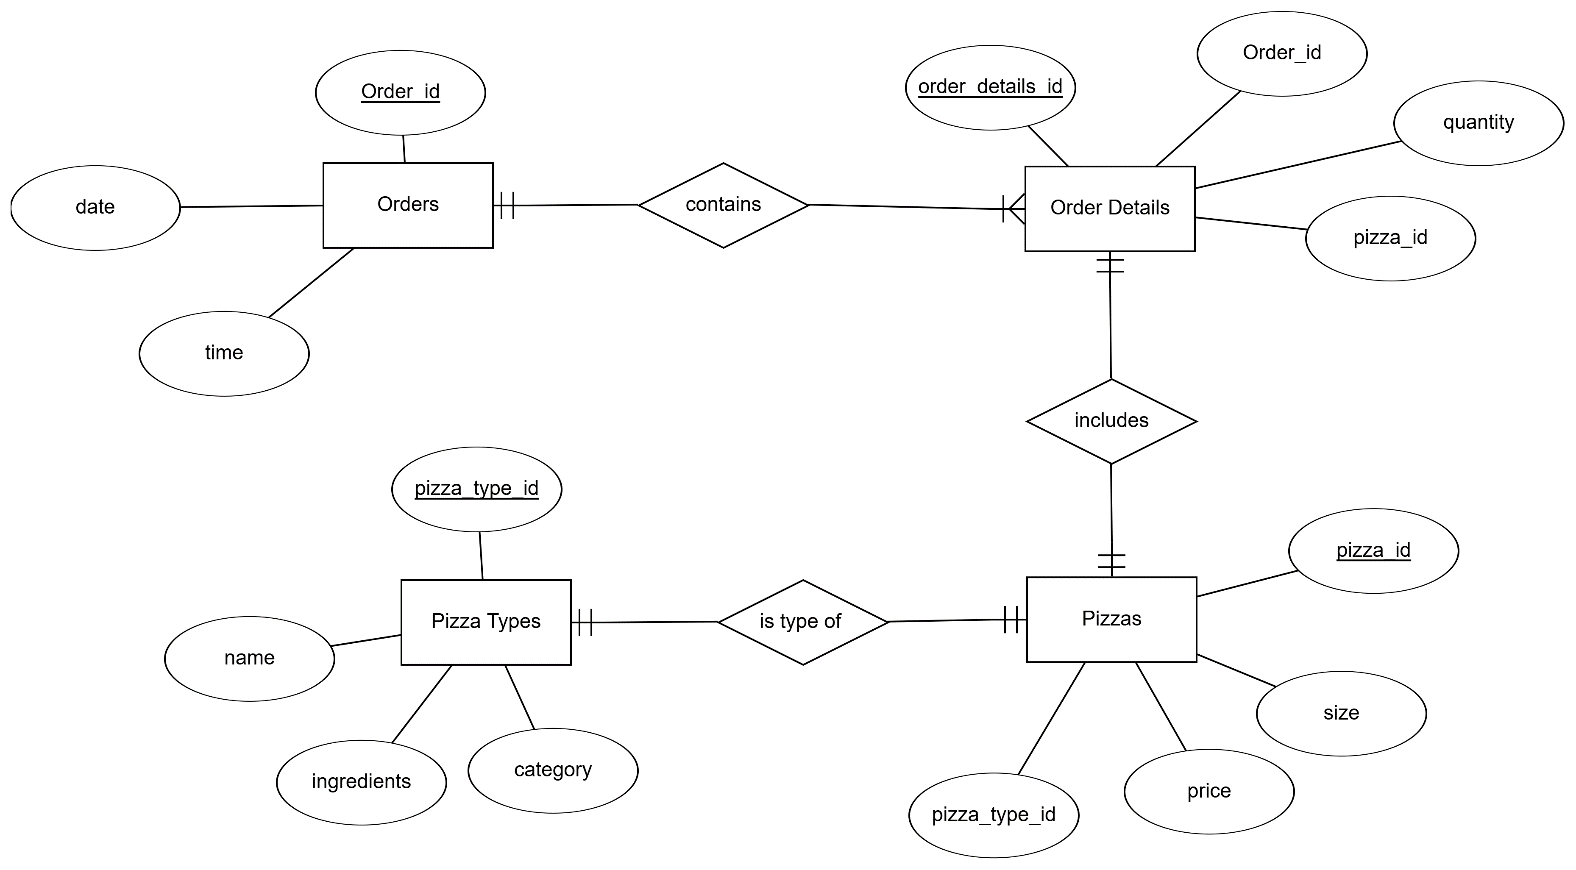 Order_id
order_details_id
Order_id
quantity
date
Orders
contains
Order Details
pizza_id
time
includes
pizza_type_id
pizza_id
Pizza Types
is type of
Pizzas
name
size
ingredients
category
pizza_type_id
price